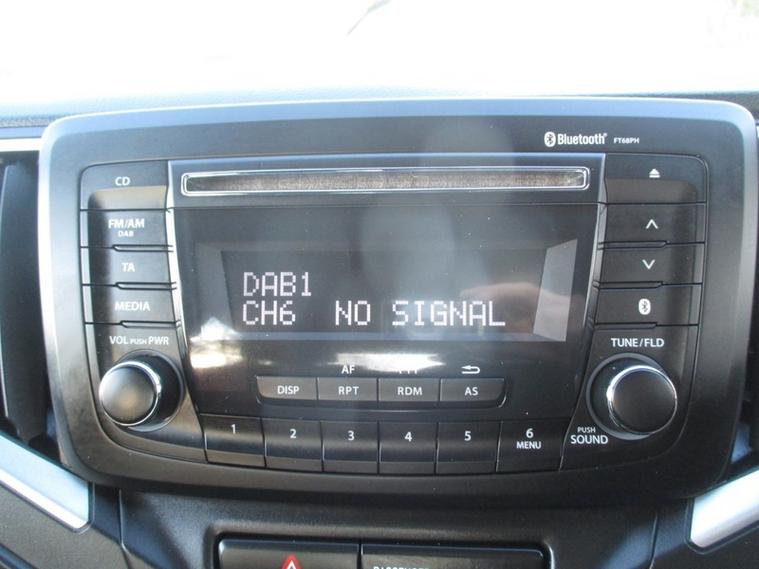 Bluetooth® FT68PH
CD
FM/AM
DAB
TA
MEDIA
VOL PUSH PWR
DAB1
CH6 NO SIGNAL
TUNE/FLD
AF
DISP RPT RDM AS
1 2 3 4 5 6
MENU
PUSH
SOUND